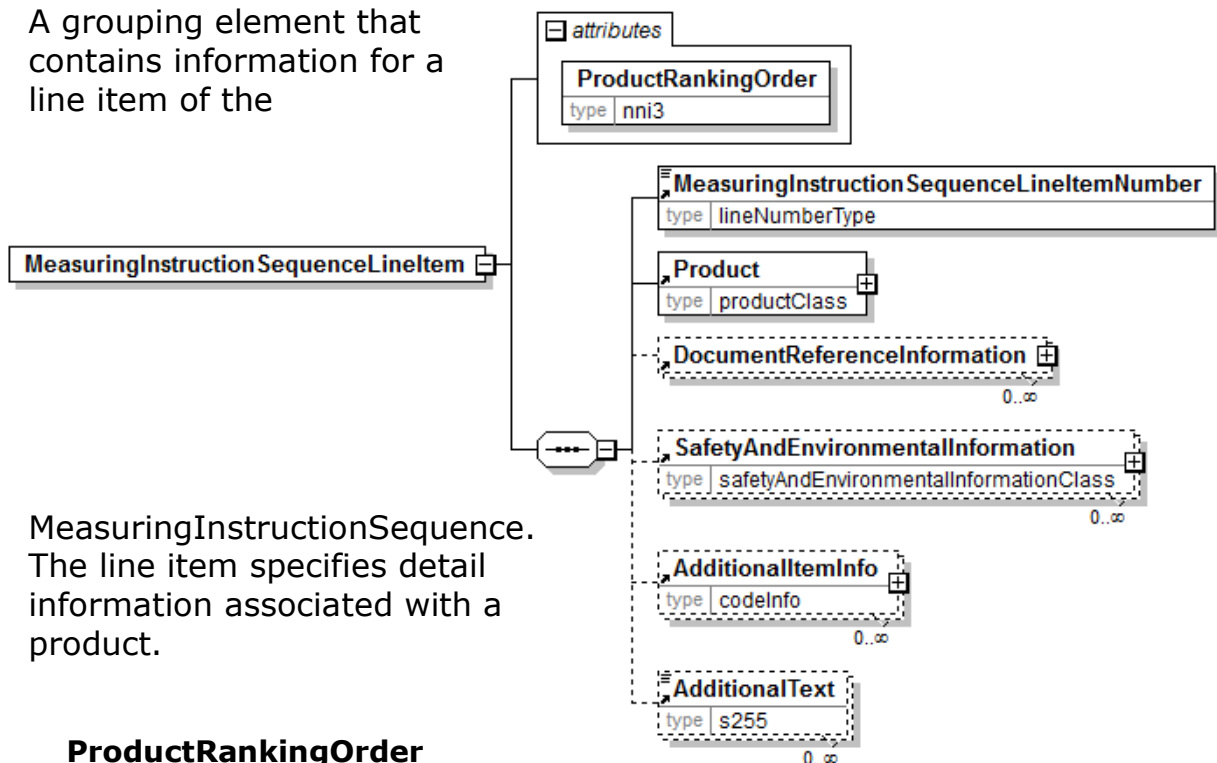 A grouping element that
contains information for a
line item of the
attributes
ProductRankingOrder
type nni3
MeasuringInstructionSequenceLineItem
MeasuringInstructionSequenceLineItemNumber
type lineNumberType
Product
type productClass
DocumentReferenceInformation
0..∞
SafetyAndEnvironmentalInformation
type safetyAndEnvironmentalInformationClass
0..∞
AdditionalItemInfo
type codeInfo
0..∞
AdditionalText
type s255
0..∞
MeasuringInstructionSequence.
The line item specifies detail
information associated with a
product.
ProductRankingOrder